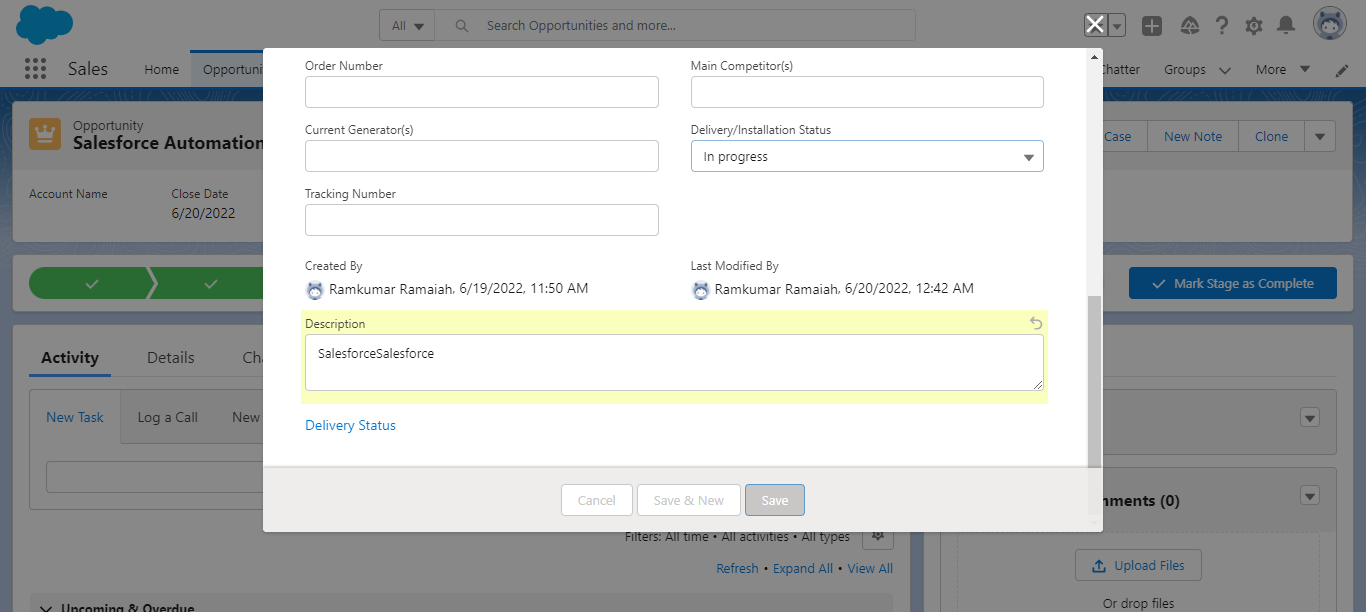 All
Search Opportunities and more...
Sales
Home
Opportuni
Chatter
Groups
More
Opportunity
Salesforce Automation
Case
New Note
Clone
Account Name
Close Date
6/20/2022
Order Number
Main Competitor(s)
Current Generator(s)
Delivery/Installation Status
In progress
Tracking Number
Created By
Last Modified By
Ramkumar Ramaiah, 6/19/2022, 11:50 AM
Ramkumar Ramaiah, 6/20/2022, 12:42 AM
Mark Stage as Complete
Description
SalesforceSalesforce
Delivery Status
Cancel
Save & New
Save
Activity
Details
Cha
New Task
Log a Call
New
Filters: All time • All activities • All types
Refresh • Expand All • View All
Upcoming & Overdue
ments (0)
Upload Files
Or drop files